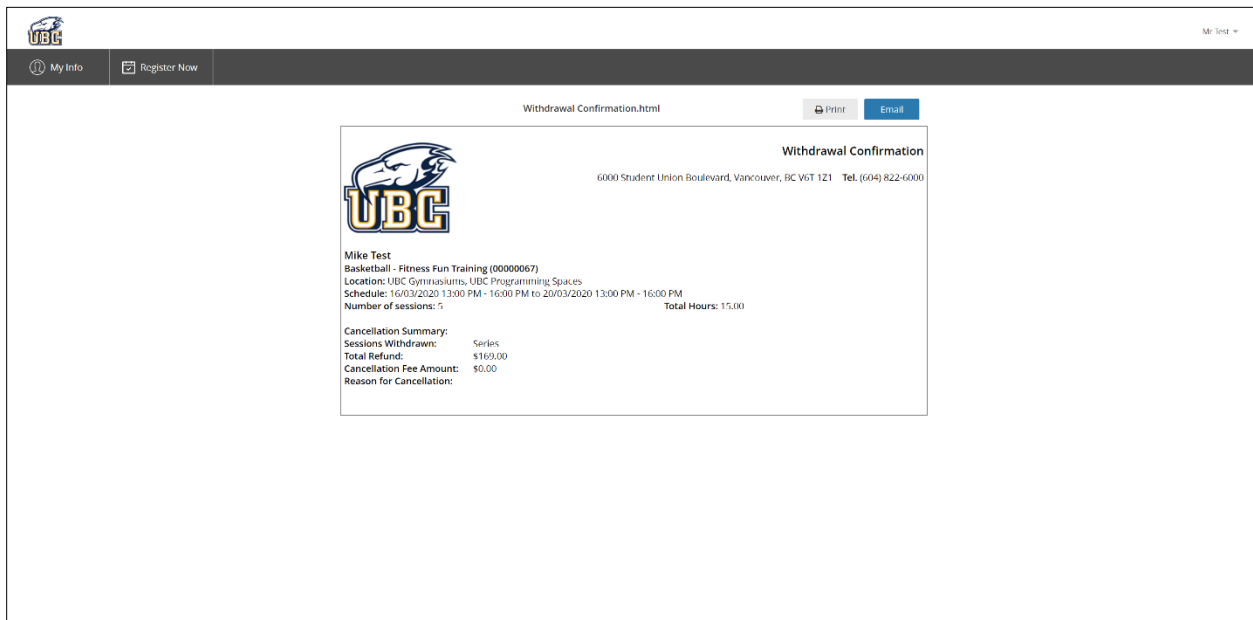 UBC
Mr Test
My Info
Register Now
Withdrawal Confirmation.html
Print
Email
UBC
Withdrawal Confirmation
6000 Student Union Boulevard, Vancouver, BC V6T 1Z1 Tel. (604) 822-6000
Mike Test
Basketball - Fitness Fun Training (00000067)
Location: UBC Gymnasiums, UBC Programming Spaces
Schedule: 16/03/2020 13:00 PM - 16:00 PM to 20/03/2020 13:00 PM - 16:00 PM
Number of sessions: 5 Total Hours: 15.00
Cancellation Summary:
Sessions Withdrawn: Series
Total Refund: $169.00
Cancellation Fee Amount: $0.00
Reason for Cancellation: